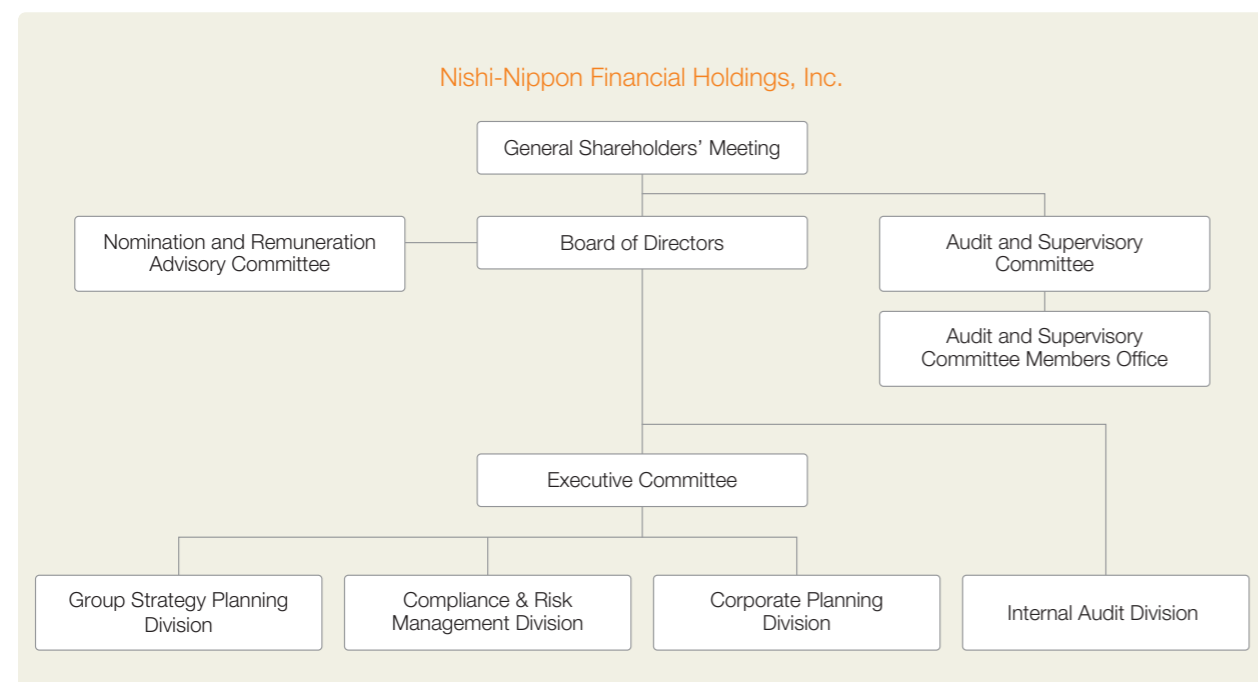 Nishi-Nippon Financial Holdings, Inc.
General Shareholders’ Meeting
Nomination and Remuneration
Advisory Committee
Board of Directors
Audit and Supervisory
Committee
Audit and Supervisory
Committee Members Office
Executive Committee
Group Strategy Planning
Division
Compliance & Risk
Management Division
Corporate Planning
Division
Internal Audit Division